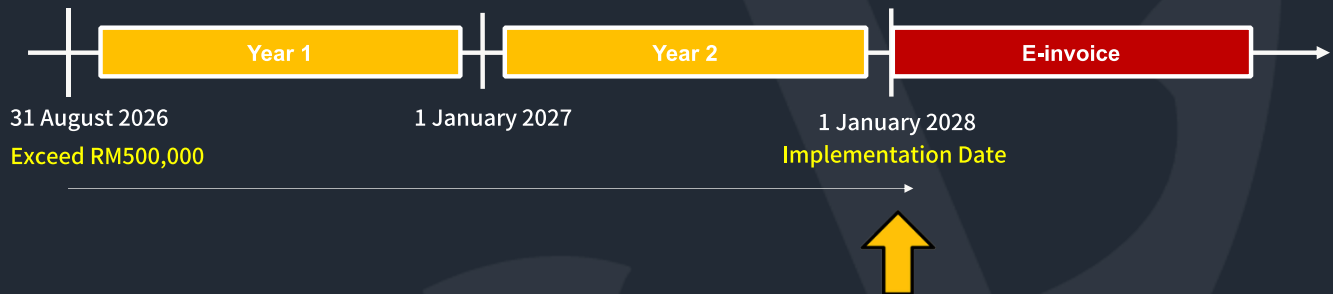 Year 1
Year 2
E-invoice
31 August 2026
1 January 2027
1 January 2028
Exceed RM500,000
Implementation Date